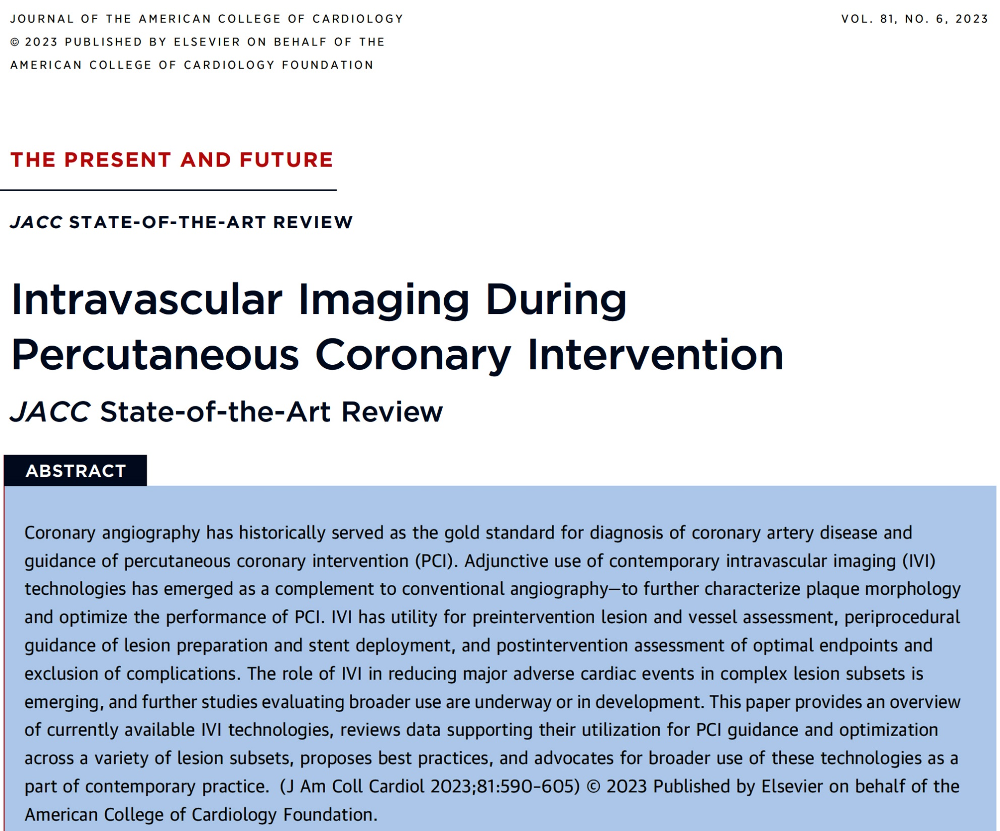 JOURNAL OF THE AMERICAN COLLEGE OF CARDIOLOGY
VOL. 81, NO. 6, 2023
© 2023 PUBLISHED BY ELSEVIER ON BEHALF OF THE
AMERICAN COLLEGE OF CARDIOLOGY FOUNDATION
THE PRESENT AND FUTURE
JACC STATE-OF-THE-ART REVIEW
Intravascular Imaging During
Percutaneous Coronary Intervention
JACC State-of-the-Art Review
ABSTRACT
Coronary angiography has historically served as the gold standard for diagnosis of coronary artery disease and
guidance of percutaneous coronary intervention (PCI). Adjunctive use of contemporary intravascular imaging (IVI)
technologies has emerged as a complement to conventional angiography—to further characterize plaque morphology
and optimize the performance of PCI. IVI has utility for preintervention lesion and vessel assessment, periprocedural
guidance of lesion preparation and stent deployment, and postintervention assessment of optimal endpoints and
exclusion of complications. The role of IVI in reducing major adverse cardiac events in complex lesion subsets is
emerging, and further studies evaluating broader use are underway or in development. This paper provides an overview
of currently available IVI technologies, reviews data supporting their utilization for PCI guidance and optimization
across a variety of lesion subsets, proposes best practices, and advocates for broader use of these technologies as a
part of contemporary practice. (J Am Coll Cardiol 2023;81:590–605) © 2023 Published by Elsevier on behalf of the
American College of Cardiology Foundation.